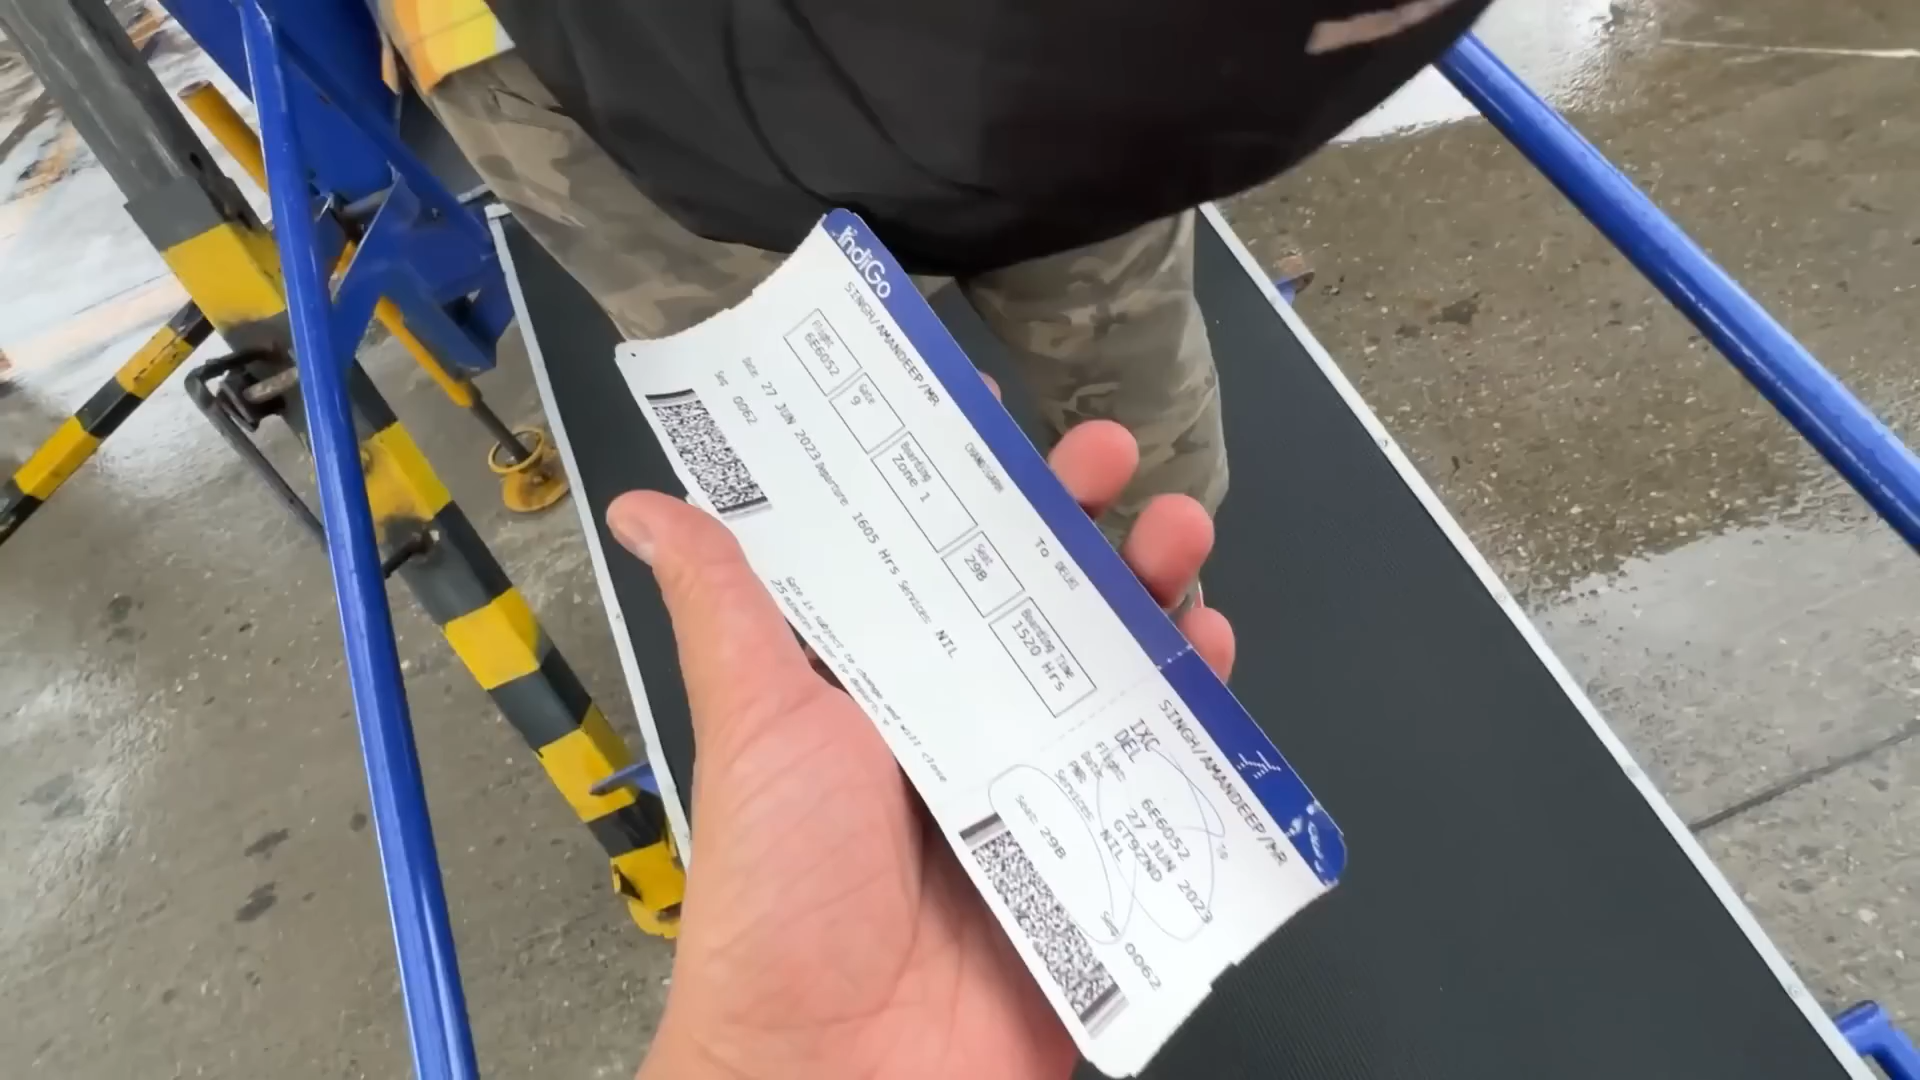 IndiGo
SINGH/AMANDEEP/MR
CHANDIGARH To DELHI
Flight Gate Boarding Seat Boarding Time
6E6052 9 Zone 1 29B 1520 Hrs
Date: 27 JUN 2023 Departure 1605 Hrs Services: NIL
Seq 0062
Gate is subject to change and will close
25 minutes prior to departure
SINGH/AMANDEEP/MR
IXC To
DEL
Flight: 6E6052
Date: 27 JUN 2023
PNR: GT9ZND
Services: NIL
Seat: 29B Seq 0062